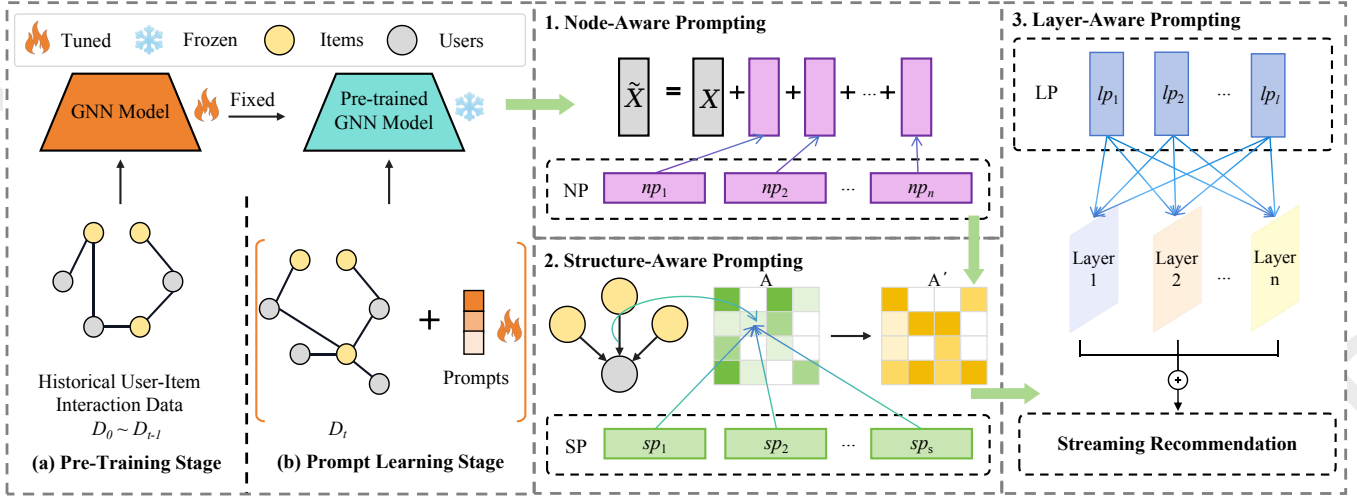 Tuned
Frozen
Items
Users
GNN Model
Fixed
Pre-trained
GNN Model
Historical User-Item
Interaction Data
D0 ~ Dt-1
(a) Pre-Training Stage
Prompts
Dt
(b) Prompt Learning Stage
1. Node-Aware Prompting
X̃ = X + + + ... +
NP
np1
np2
...
npn
2. Structure-Aware Prompting
A
A′
SP
sp1
sp2
...
sps
3. Layer-Aware Prompting
LP
lp1
lp2
...
lpl
Layer
1
Layer
2
...
Layer
n
Streaming Recommendation